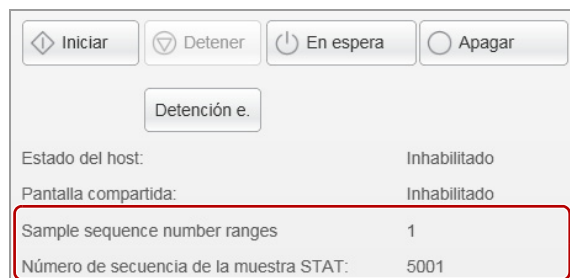 Iniciar Detener En espera Apagar
Detención e.
Estado del host: Inhabilitado
Pantalla compartida: Inhabilitado
Sample sequence number ranges 1
Número de secuencia de la muestra STAT: 5001